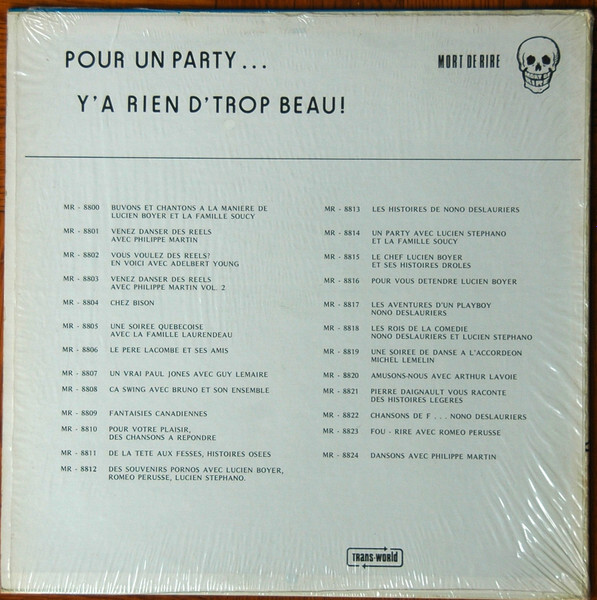 POUR UN PARTY...
Y'A RIEN D'TROP BEAU!
MORT DE RIRE
MR - 8800 BUVONS ET CHANTONS A LA MANIERE DE
LUCIEN BOYER ET LA FAMILLE SOUCY
MR - 8801 VENEZ DANSER DES REELS
AVEC PHILIPPE MARTIN
MR - 8802 VOUS VOULEZ DES REELS?
EN VOICI AVEC ADELBERT YOUNG
MR - 8803 VENEZ DANSER DES REELS
AVEC PHILIPPE MARTIN VOL. 2
MR - 8804 CHEZ BISON
MR - 8805 UNE SOIREE QUEBECOISE
AVEC LA FAMILLE LAURENDEAU
MR - 8806 LE PERE LACOMBE ET SES AMIS
MR - 8807 UN VRAI PAUL JONES AVEC GUY LEMAIRE
MR - 8808 CA SWING AVEC BRUNO ET SON ENSEMBLE
MR - 8809 FANTAISIES CANADIENNES
MR - 8810 POUR VOTRE PLAISIR,
DES CHANSONS A REPONDRE
MR - 8811 DE LA TETE AUX FESSES, HISTOIRES OSEES
MR - 8812 DES SOUVENIRS PORNOS AVEC LUCIEN BOYER,
ROMEO PERUSSE, LUCIEN STEPHANO.
MR - 8813 LES HISTOIRES DE NONO DESLAURIERS
MR - 8814 UN PARTY AVEC LUCIEN STEPHANO
ET LA FAMILLE SOUCY
MR - 8815 LE CHEF LUCIEN BOYER
ET SES HISTOIRES DROLES
MR - 8816 POUR VOUS DETENDRE LUCIEN BOYER
MR - 8817 LES AVENTURES D'UN PLAYBOY
NONO DESLAURIERS
MR - 8818 LES ROIS DE LA COMEDIE
NONO DESLAURIERS ET LUCIEN STEPHANO
MR - 8819 UNE SOIREE DE DANSE A L'ACCORDEON
MICHEL LEMELIN
MR - 8820 AMUSONS-NOUS AVEC ARTHUR LAVOIE
MR - 8821 PIERRE DAIGNAULT VOUS RACONTE
DES HISTOIRES LEGERES
MR - 8822 CHANSONS DE F... NONO DESLAURIERS
MR - 8823 FOU - RIRE AVEC ROMEO PERUSSE
MR - 8824 DANSONS AVEC PHILIPPE MARTIN
TRANS-WORLD